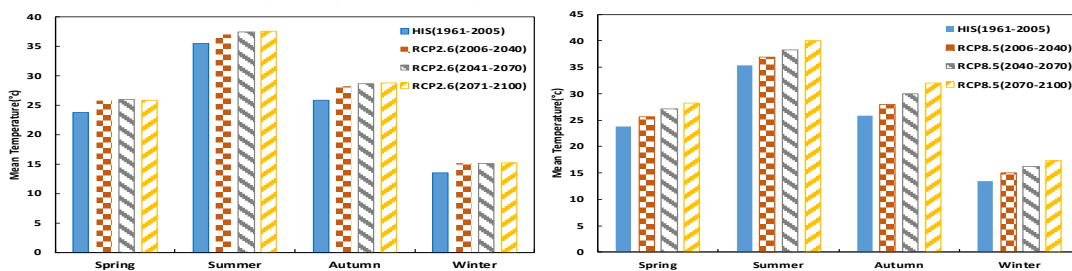 Mean Temperature(°c)
40
35
30
25
20
15
10
5
0
HIS(1961-2005)
RCP2.6(2006-2040)
RCP2.6(2041-2070)
RCP2.6(2071-2100)
Spring Summer Autumn Winter
Mean Temperature(°c)
45
40
35
30
25
20
15
10
5
0
HIS(1961-2005)
RCP8.5(2006-2040)
RCP8.5(2040-2070)
RCP8.5(2070-2100)
Spring Summer Autumn Winter